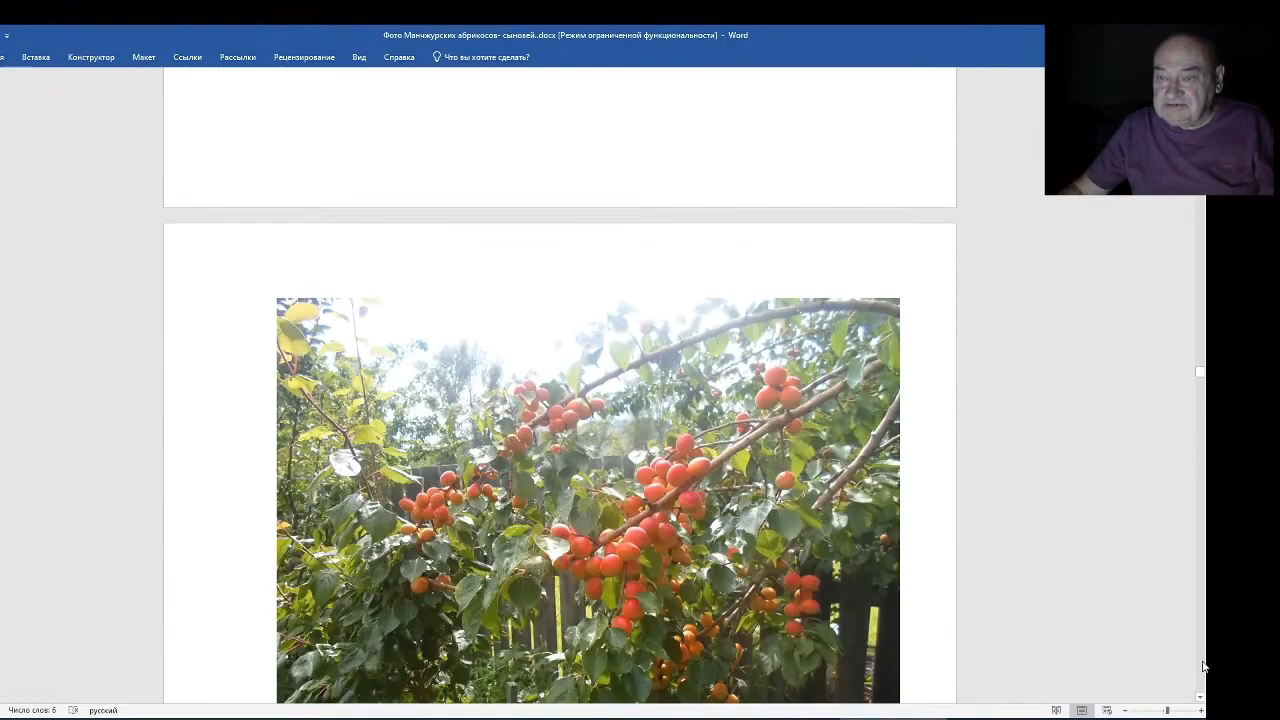 Фото Манчжурских абрикосов- сыновей..docx [Режим ограниченной функциональности] - Word
я Вставка Конструктор Макет Ссылки Рассылки Рецензирование Вид Справка Что вы хотите сделать?
Число слов: 6 русский